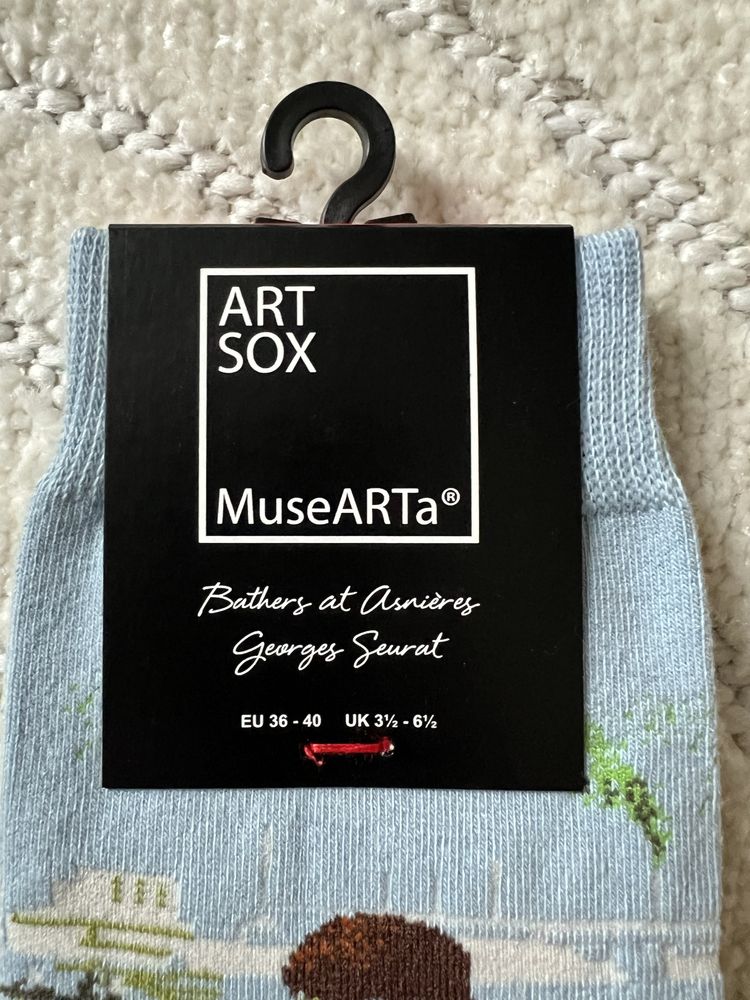 ART
SOX
MuseARTa®
Bathers at Asnières
Georges Seurat
EU 36 - 40 UK 3½ - 6½